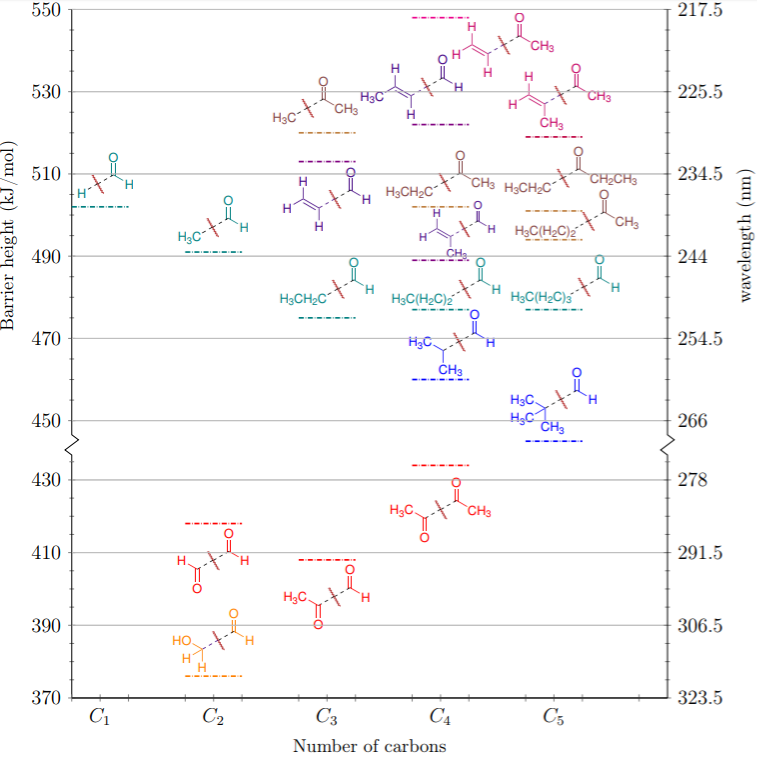 Barrier height (kJ/mol)
550
530
510
490
470
450
430
410
390
370
217.5
225.5
234.5
244
254.5
266
278
291.5
306.5
323.5
wavelength (nm)
C₁
C₂
C₃
C₄
C₅
Number of carbons
O
H
H
O
H₃C
H
O
H
H
O
O
HO
H
H
H
O
H₃C
CH₃
O
H
H
H
H
O
H₃CH₂C
H
O
H₃C
H
O
H
O
H
H
CH₃
H
O
H
H₃C
H
H
O
H₃CH₂C
CH₃
H
O
H
H
CH₃
O
H₃C(H₂C)₂
H
O
H₃C
H
CH₃
O
H₃C
CH₃
O
H
O
H
CH₃
CH₃
O
H₃CH₂C
CH₂CH₃
O
H₃C(H₂C)₂
CH₃
O
H₃C(H₂C)₃
H
O
H₃C
H
H₃C
CH₃